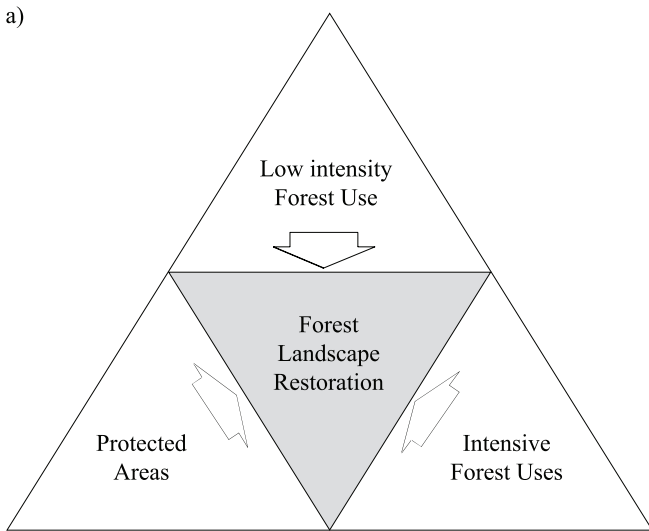 a)
Low intensity
Forest Use
Forest
Landscape
Restoration
Protected
Areas
Intensive
Forest Uses